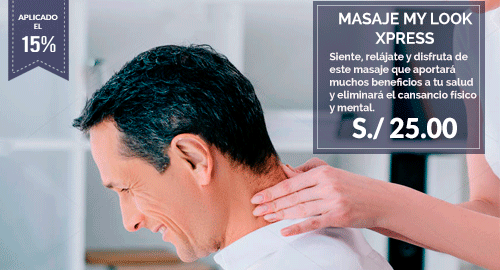 APLICADO
EL
15%
MASAJE MY LOOK
XPRESS
Siente, relájate y disfruta de
este masaje que aportará
muchos beneficios a tu salud
y eliminará el cansancio físico
y mental.
S./ 25.00